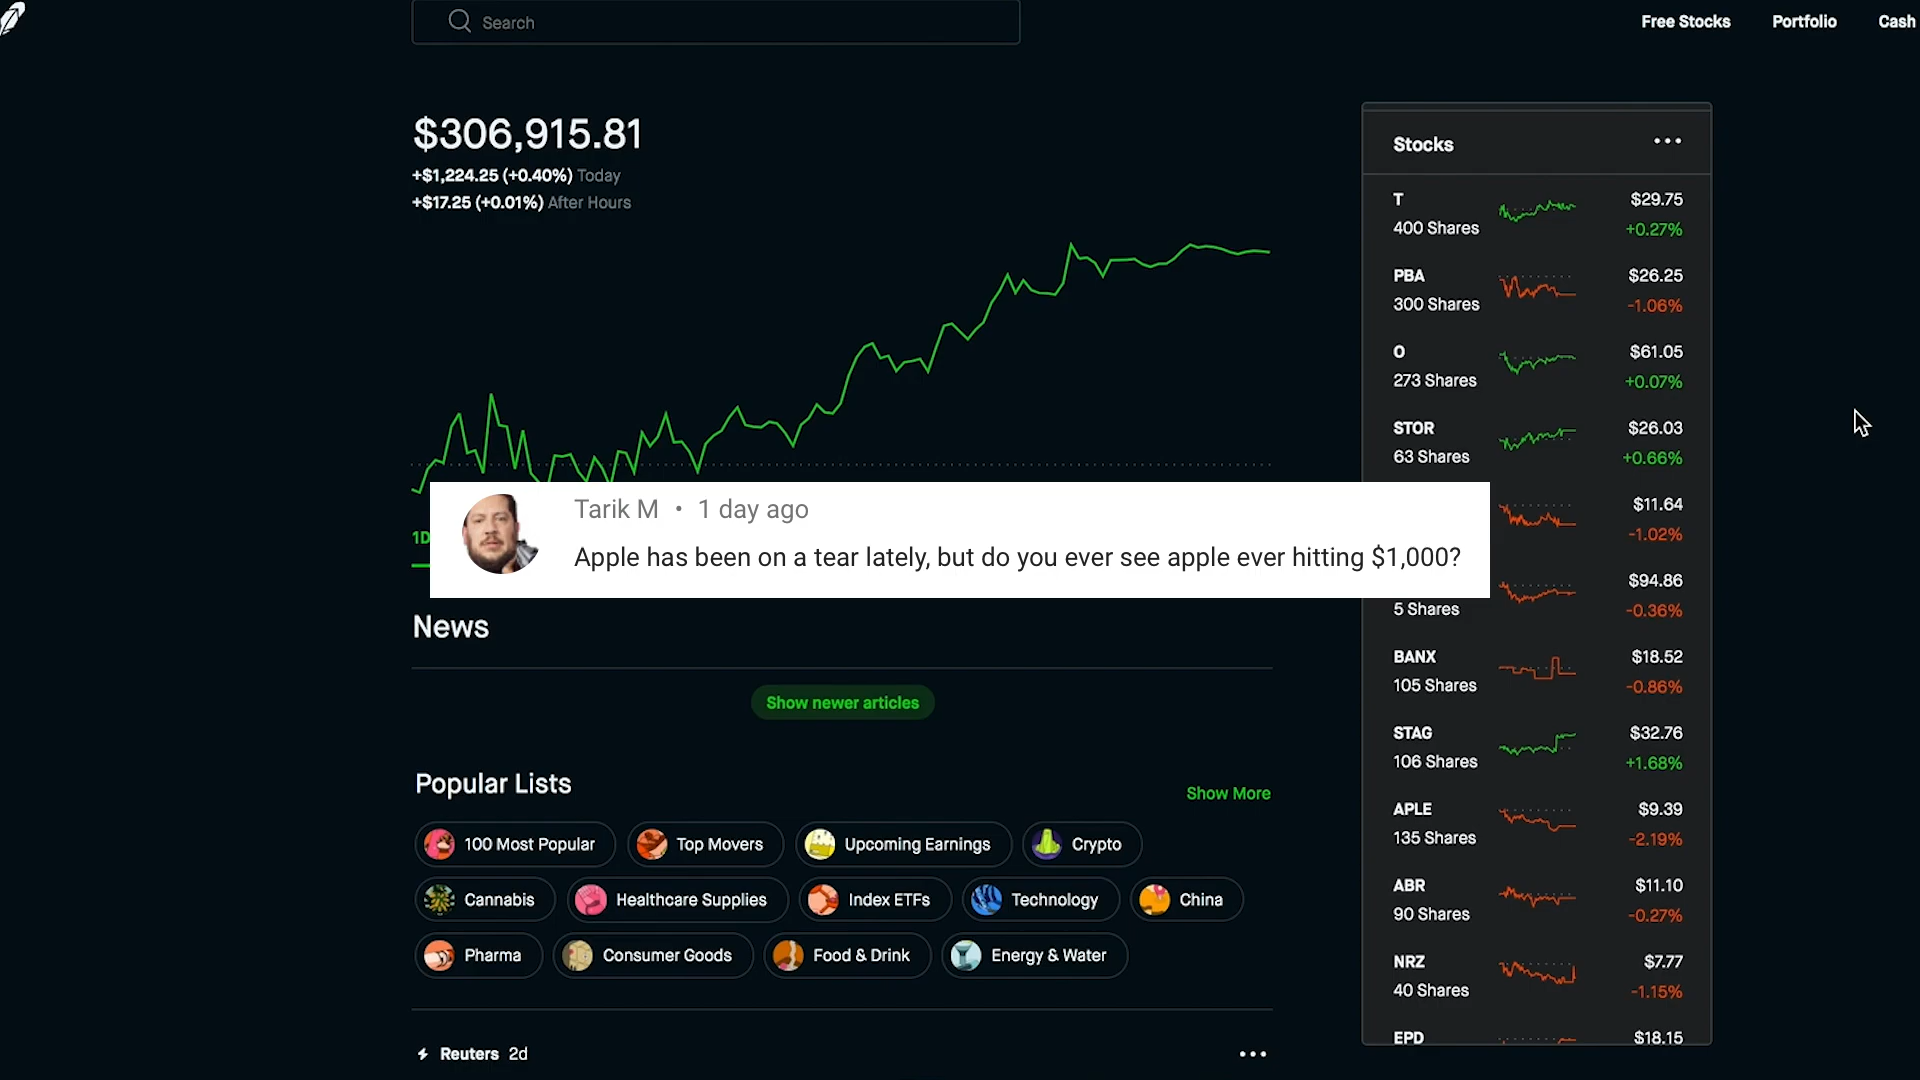 Search
Free Stocks
Portfolio
Cash
$306,915.81
+$1,224.25 (+0.40%) Today
+$17.25 (+0.01%) After Hours
1D
Tarik M • 1 day ago
Apple has been on a tear lately, but do you ever see apple ever hitting $1,000?
News
Show newer articles
Popular Lists
Show More
100 Most Popular
Top Movers
Upcoming Earnings
Crypto
Cannabis
Healthcare Supplies
Index ETFs
Technology
China
Pharma
Consumer Goods
Food & Drink
Energy & Water
Reuters 2d
Stocks
T $29.75
400 Shares +0.27%
PBA $26.25
300 Shares -1.06%
O $61.05
273 Shares +0.07%
STOR $26.03
63 Shares +0.66%
$11.64
-1.02%
$94.86
5 Shares -0.36%
BANX $18.52
105 Shares -0.86%
STAG $32.76
106 Shares +1.68%
APLE $9.39
135 Shares -2.19%
ABR $11.10
90 Shares -0.27%
NRZ $7.77
40 Shares -1.15%
EPD $18.15